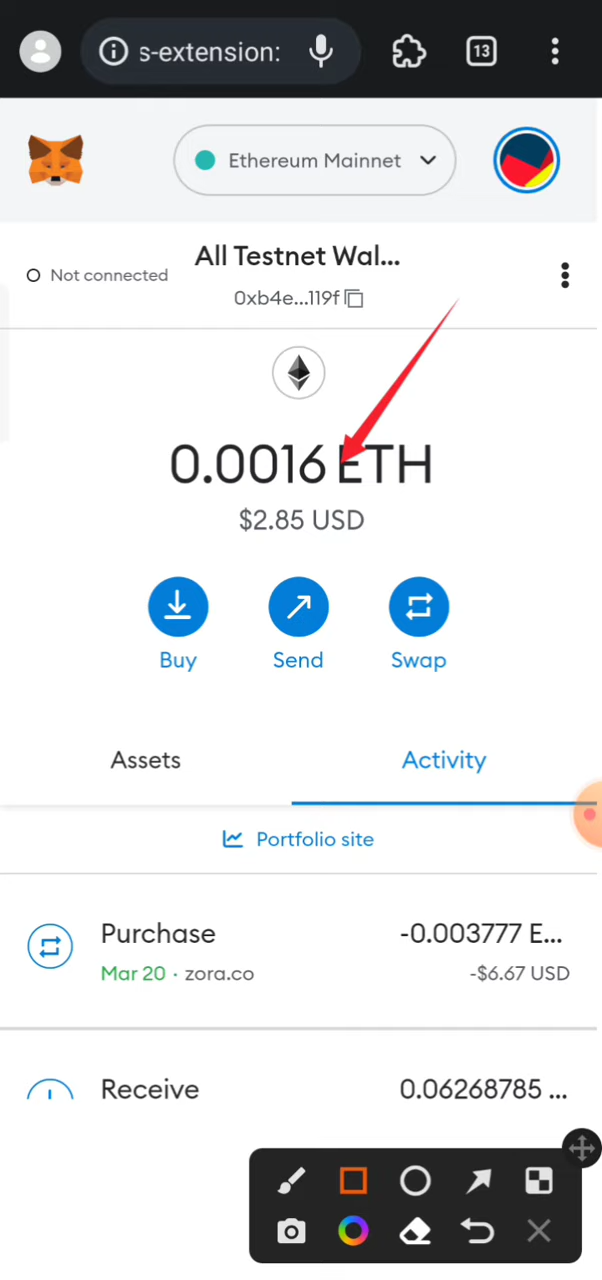 s-extension:
13
Ethereum Mainnet
All Testnet Wal...
Not connected
0xb4e...119f
0.0016 ETH
$2.85 USD
Buy
Send
Swap
Assets
Activity
Portfolio site
Purchase
-0.003777 E...
Mar 20 · zora.co
-$6.67 USD
Receive
0.06268785 ...